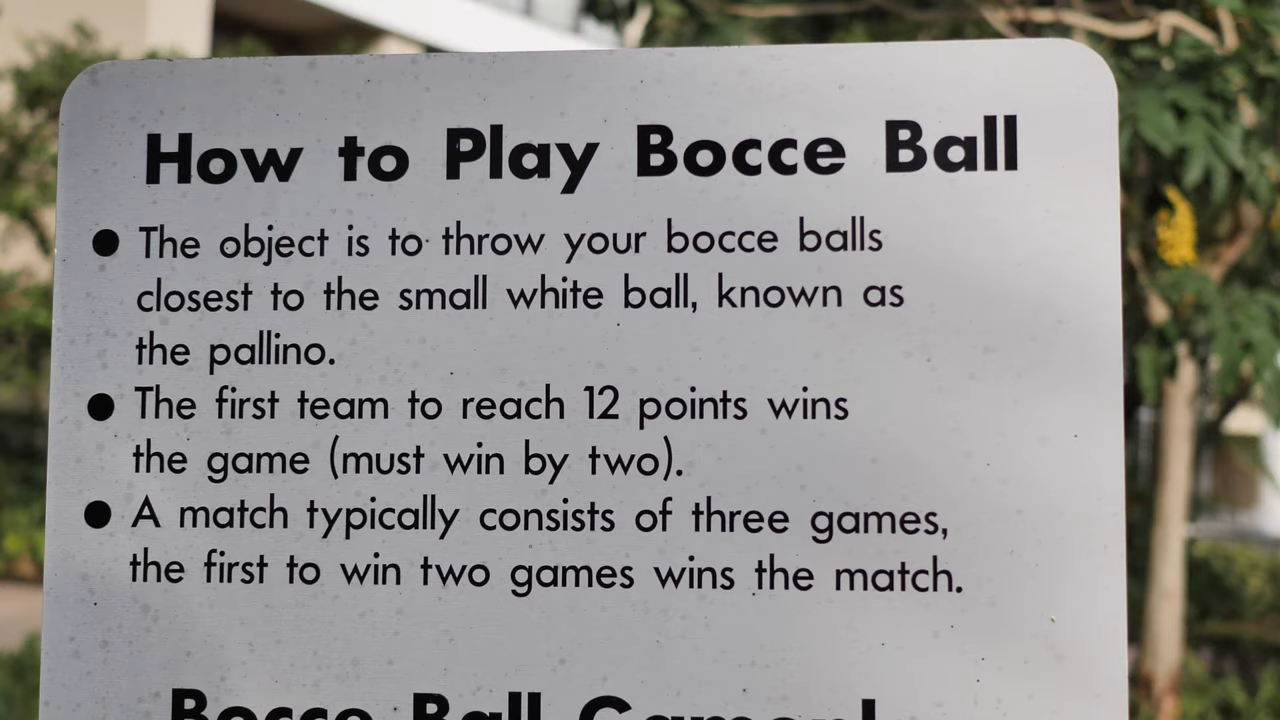 How to Play Bocce Ball
● The object is to throw your bocce balls
closest to the small white ball, known as
the pallino.
● The first team to reach 12 points wins
the game (must win by two).
● A match typically consists of three games,
the first to win two games wins the match.
Bocce Ball